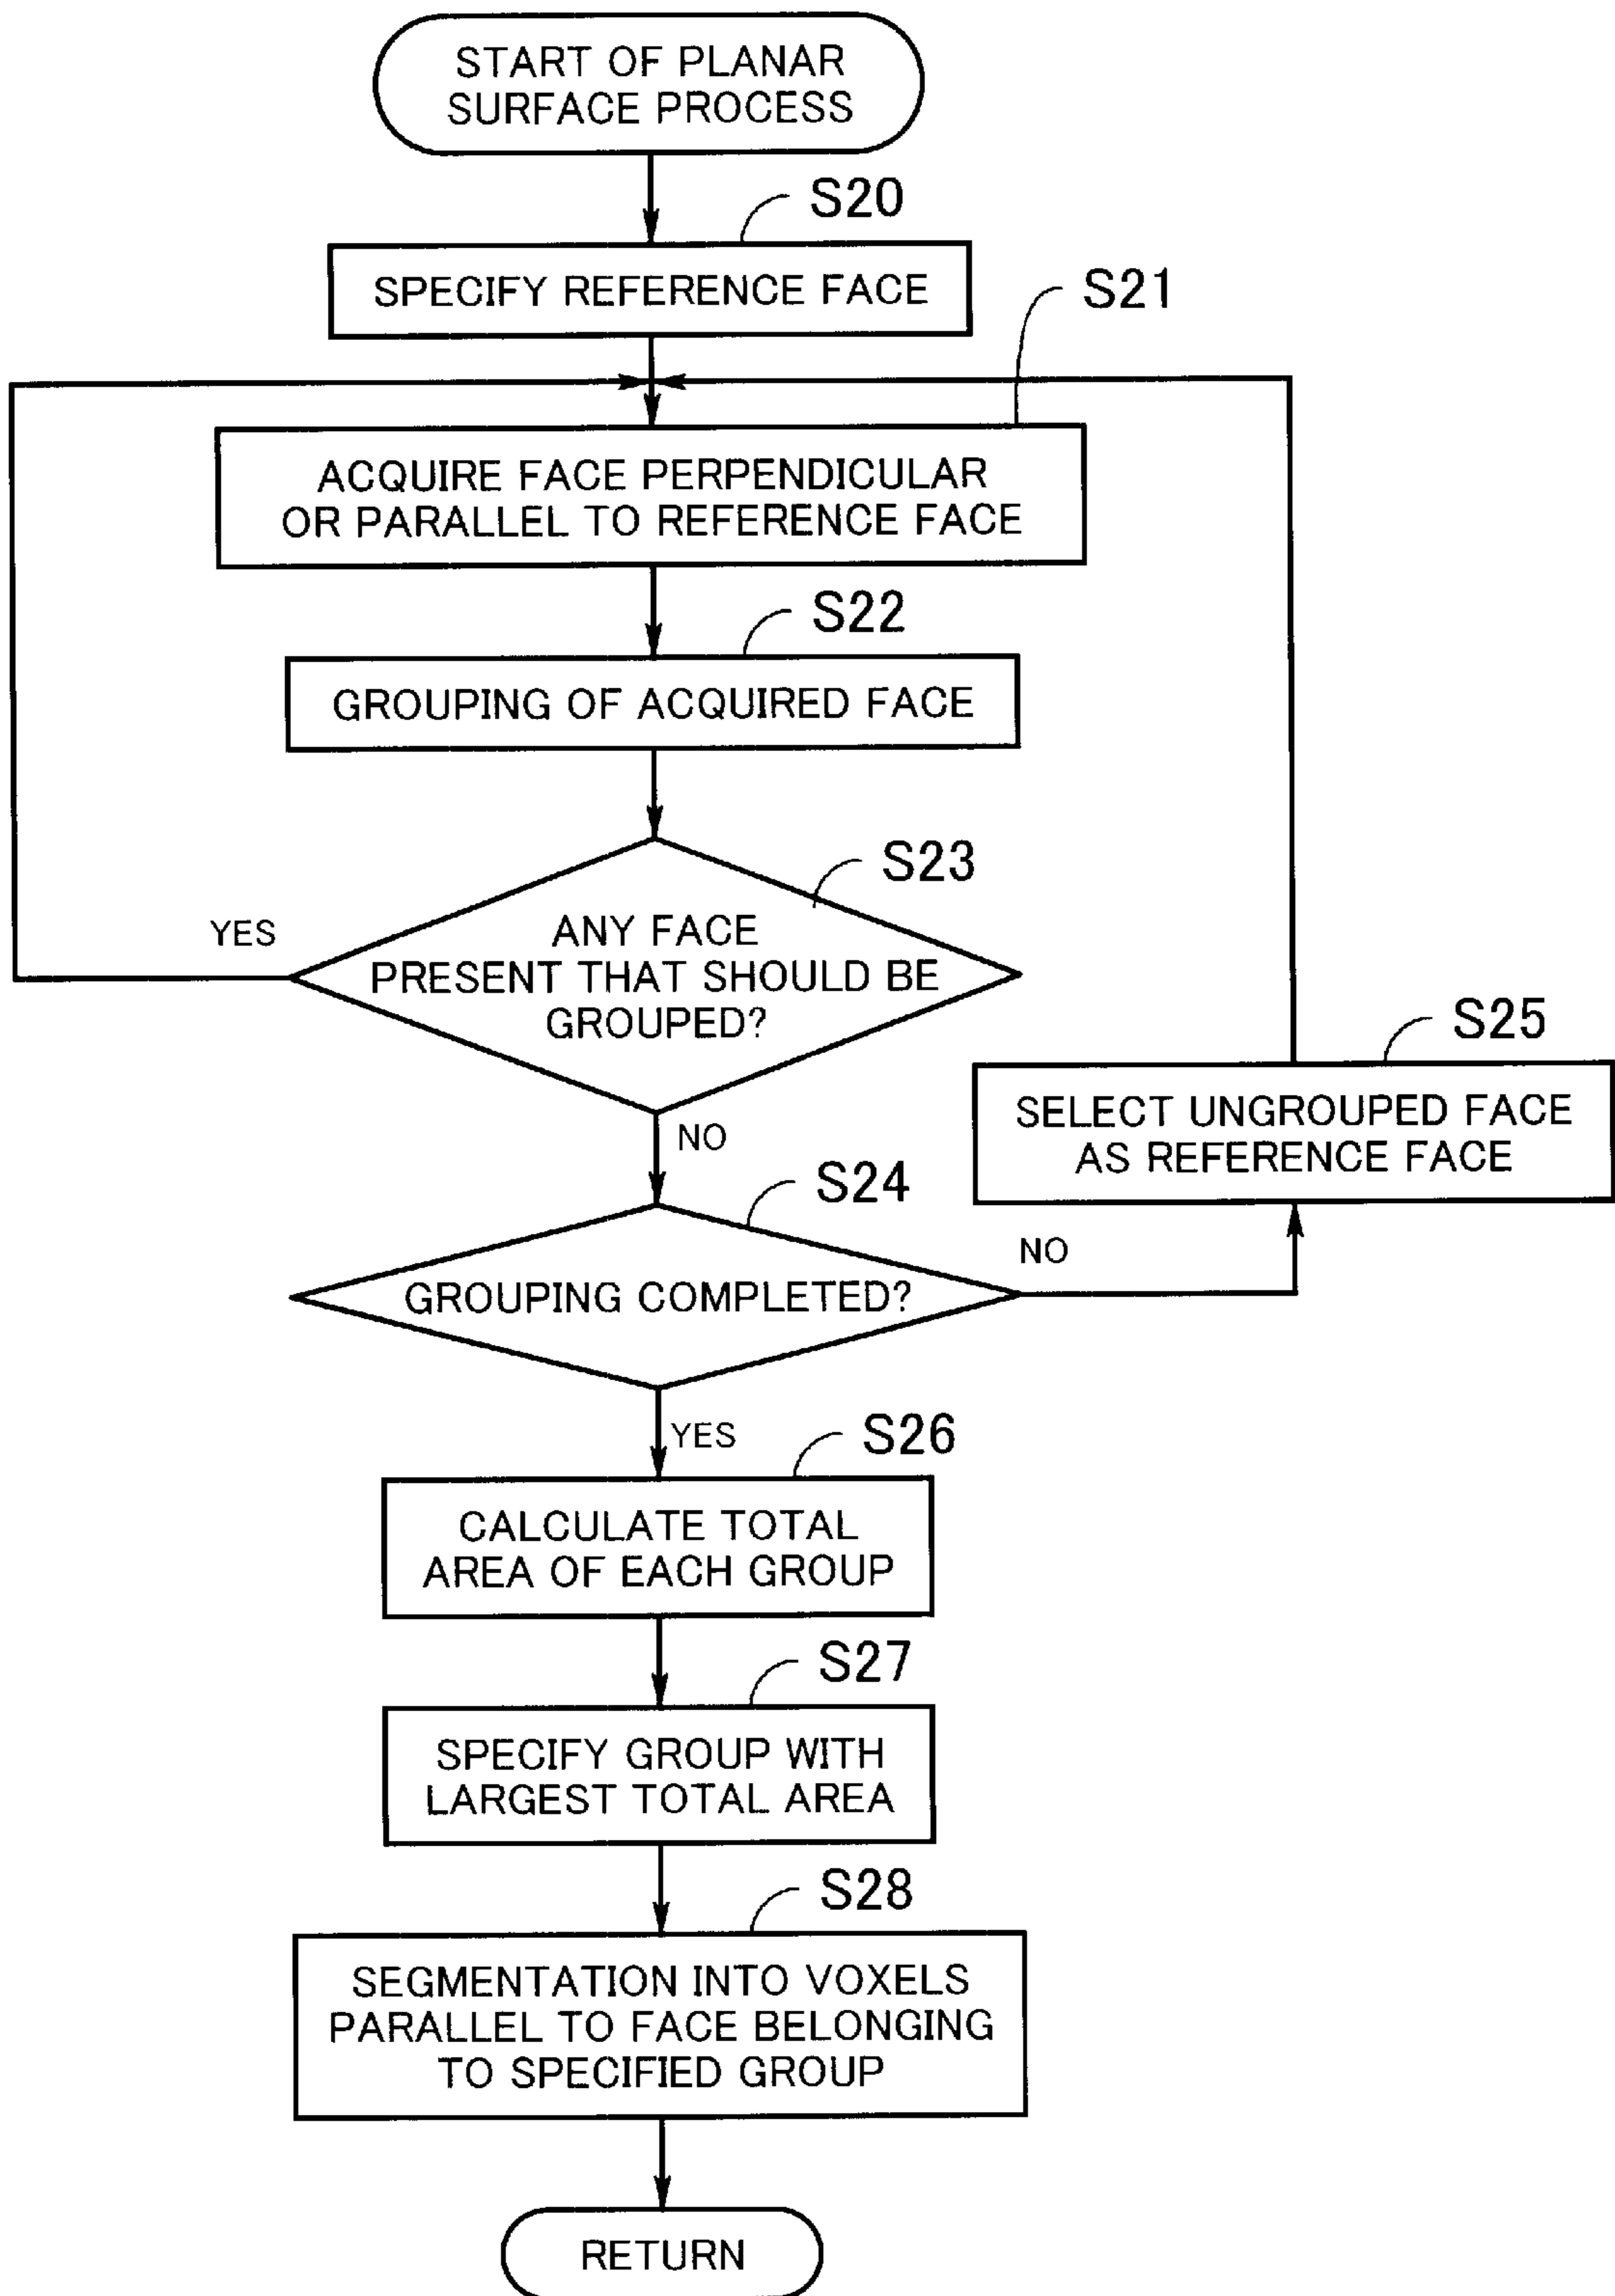 START OF PLANAR
SURFACE PROCESS
S20
SPECIFY REFERENCE FACE
S21
ACQUIRE FACE PERPENDICULAR
OR PARALLEL TO REFERENCE FACE
S22
GROUPING OF ACQUIRED FACE
S23
YES
ANY FACE
PRESENT THAT SHOULD BE
GROUPED?
S25
SELECT UNGROUPED FACE
AS REFERENCE FACE
NO
S24
NO
GROUPING COMPLETED?
YES
S26
CALCULATE TOTAL
AREA OF EACH GROUP
S27
SPECIFY GROUP WITH
LARGEST TOTAL AREA
S28
SEGMENTATION INTO VOXELS
PARALLEL TO FACE BELONGING
TO SPECIFIED GROUP
RETURN